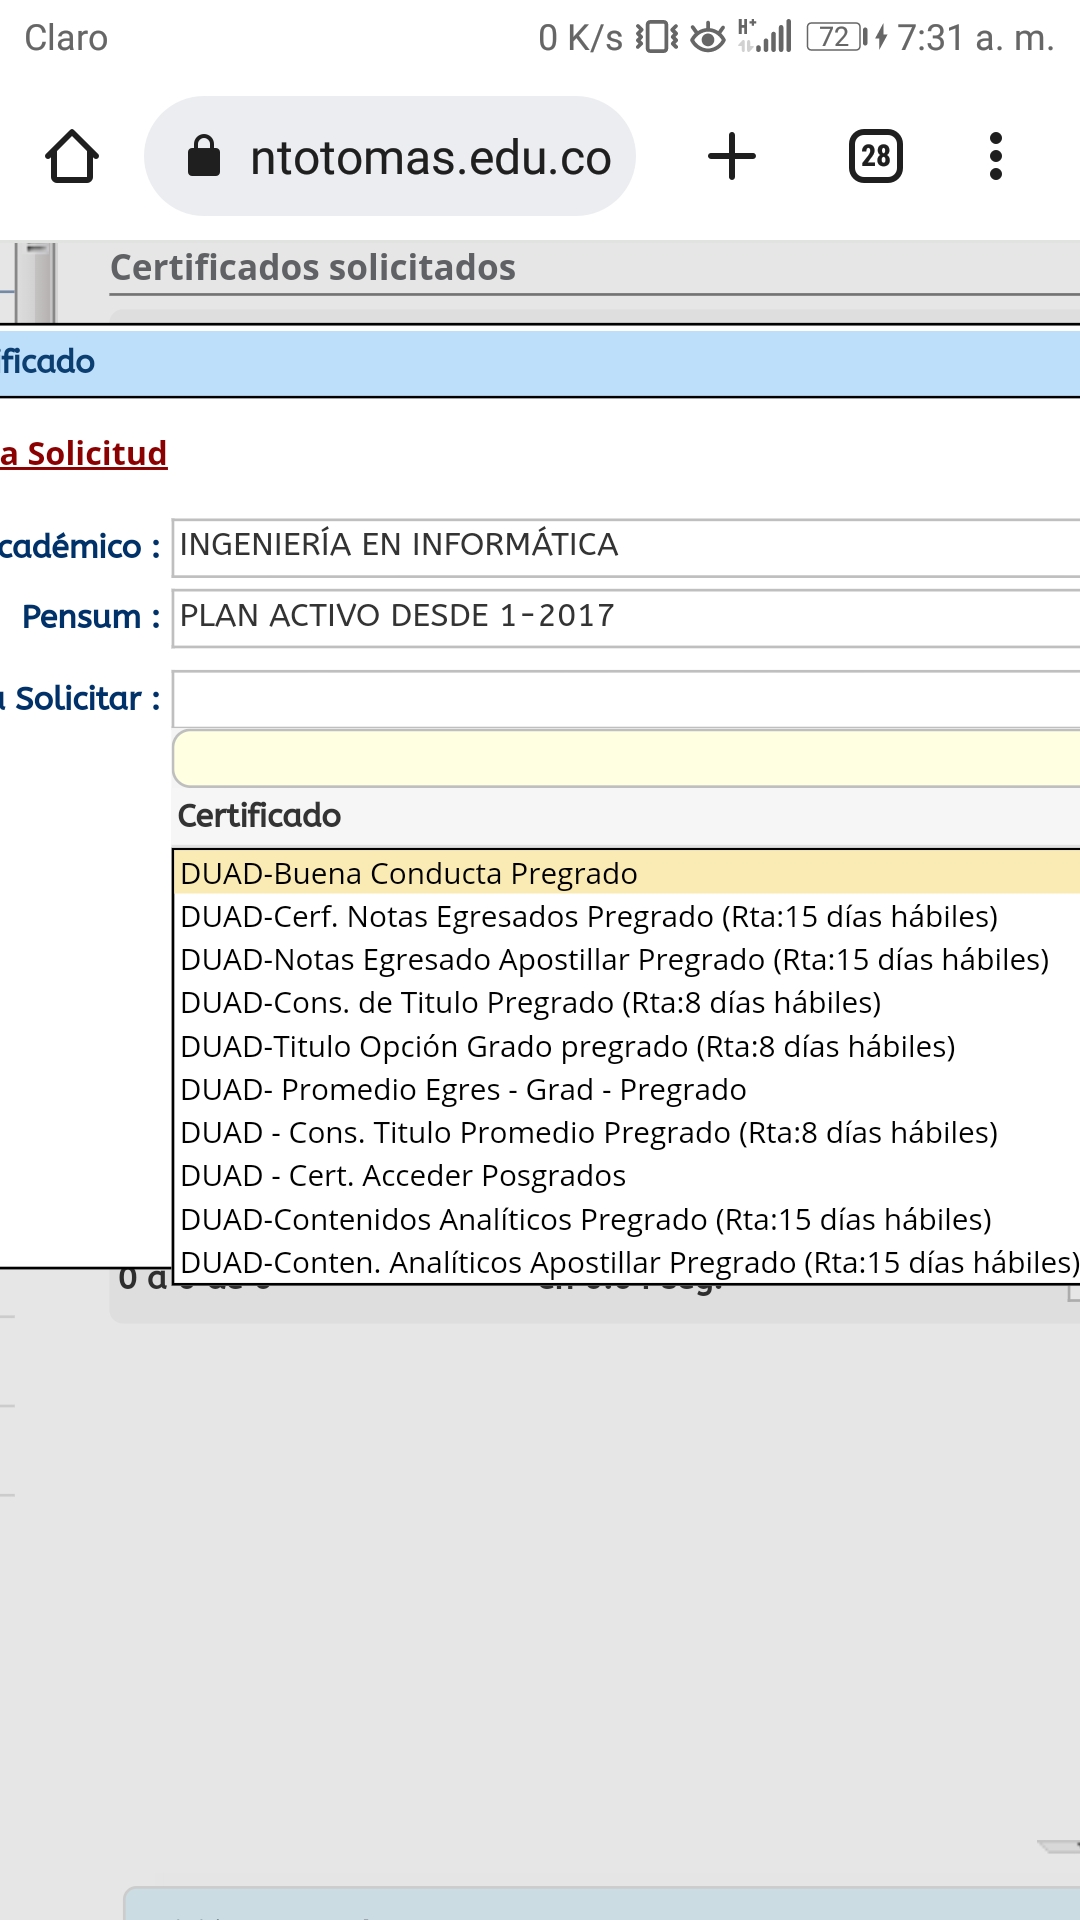 Claro
0 K/s H+ 72 7:31 a. m.
ntotomas.edu.co
28
Certificados solicitados
ficado
a Solicitud
cadémico : INGENIERÍA EN INFORMÁTICA
Pensum : PLAN ACTIVO DESDE 1-2017
Solicitar :
Certificado
DUAD-Buena Conducta Pregrado
DUAD-Cerf. Notas Egresados Pregrado (Rta:15 días hábiles)
DUAD-Notas Egresado Apostillar Pregrado (Rta:15 días hábiles)
DUAD-Cons. de Titulo Pregrado (Rta:8 días hábiles)
DUAD-Titulo Opción Grado pregrado (Rta:8 días hábiles)
DUAD- Promedio Egres - Grad - Pregrado
DUAD - Cons. Titulo Promedio Pregrado (Rta:8 días hábiles)
DUAD - Cert. Acceder Posgrados
DUAD-Contenidos Analíticos Pregrado (Rta:15 días hábiles)
DUAD-Conten. Analíticos Apostillar Pregrado (Rta:15 días hábiles)
0 a